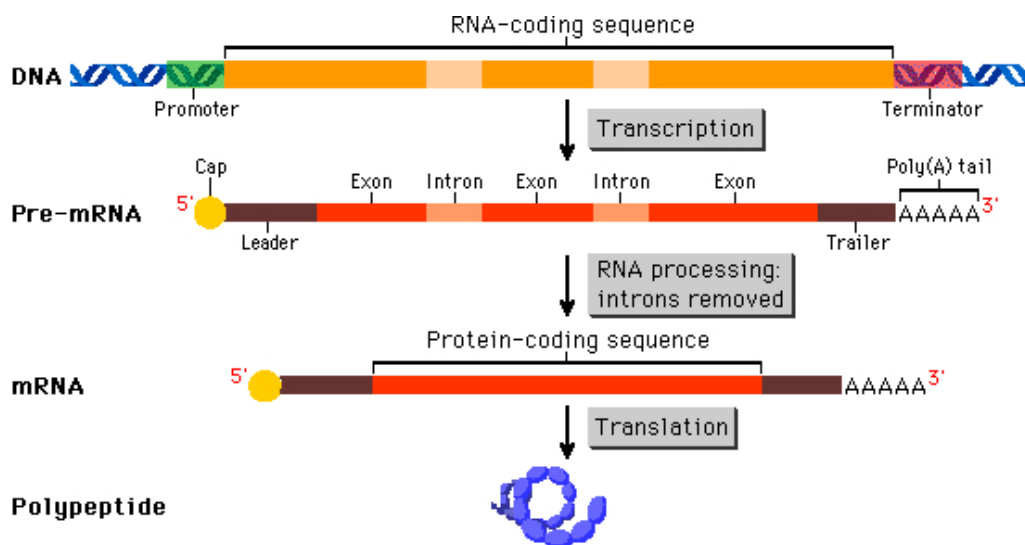 RNA-coding sequence
DNA
Promoter
Terminator
Transcription
Cap
Exon Intron Exon Intron Exon
Poly(A) tail
5' 3'
Pre-mRNA
AAAAA
Leader
Trailer
RNA processing:
introns removed
Protein-coding sequence
5' 3'
mRNA
AAAAA
Translation
Polypeptide